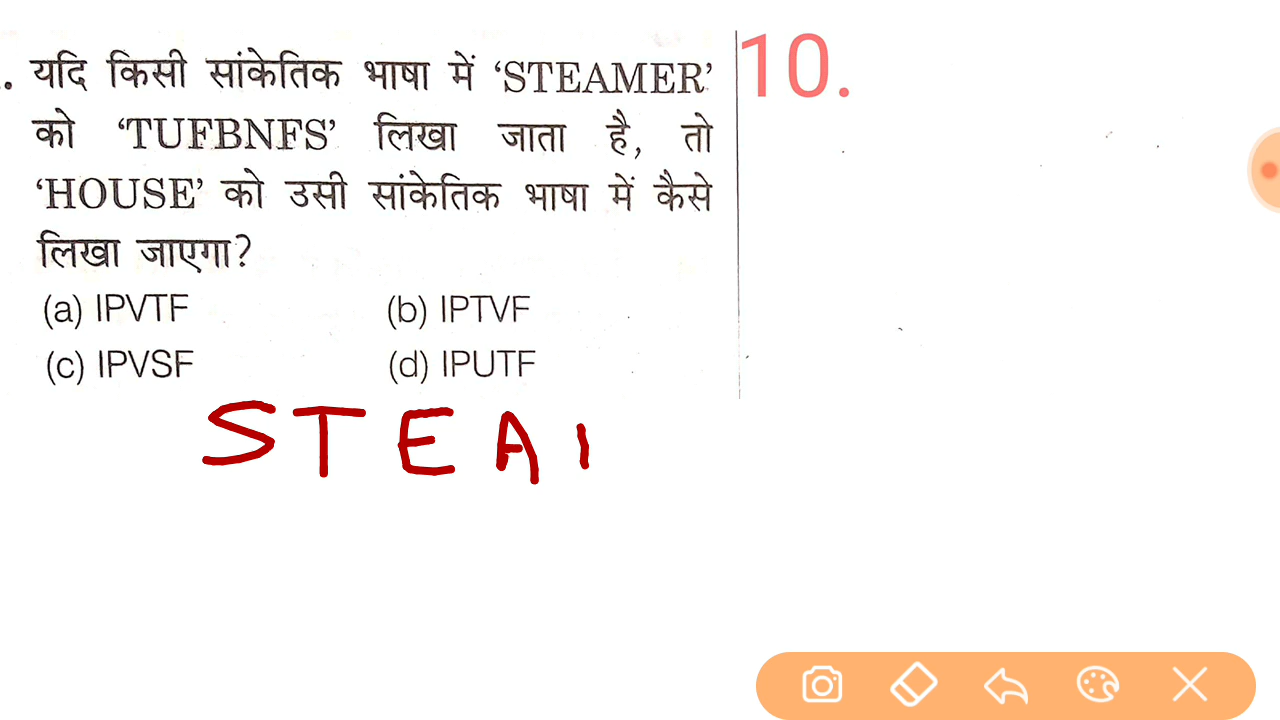 . यदि किसी सांकेतिक भाषा में ‘STEAMER’
को ‘TUFBNFS’ लिखा जाता है, तो
‘HOUSE’ को उसी सांकेतिक भाषा में कैसे
लिखा जाएगा?
(a) IPVTF (b) IPTVF
(c) IPVSF (d) IPUTF
STEA
10.